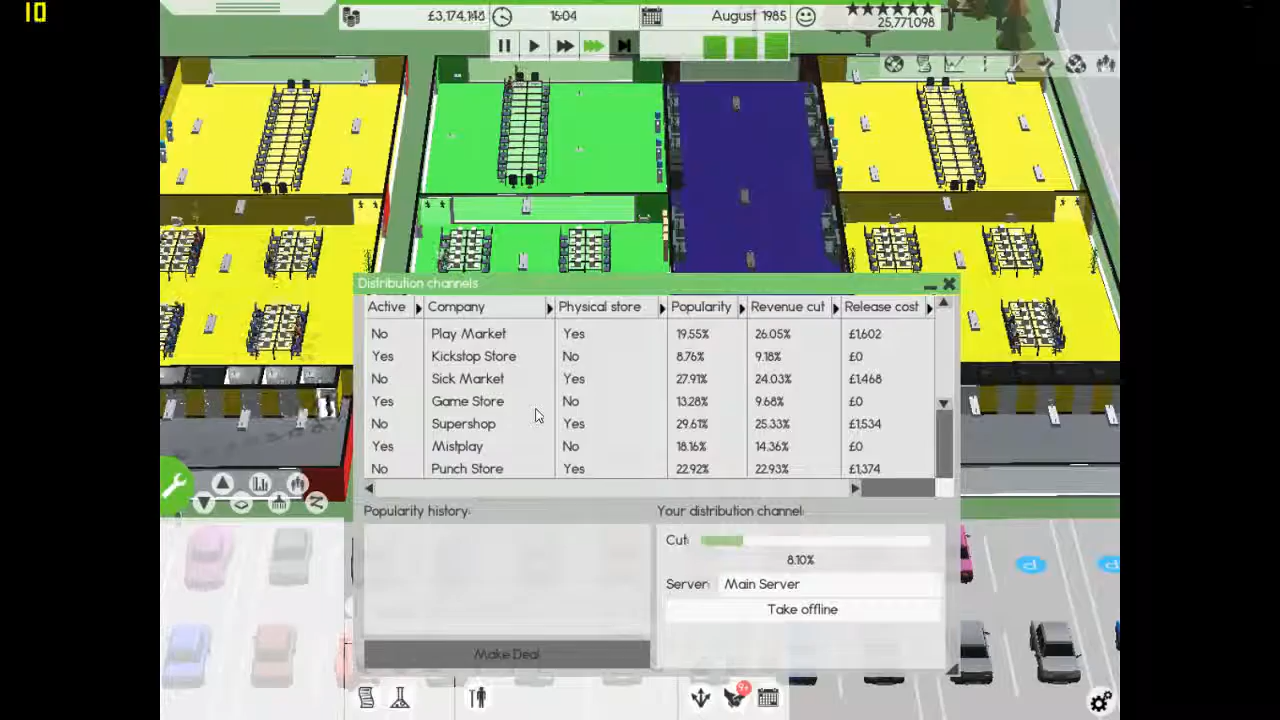 10
£3,174,148 16:04 August 1985 25,771,098
Distribution channels
Active Company Physical store Popularity Revenue cut Release cost
No Play Market Yes 19.55% 26.05% £1,602
Yes Kickstop Store No 8.76% 9.18% £0
No Sick Market Yes 27.91% 24.03% £1,468
Yes Game Store No 13.28% 9.68% £0
No Supershop Yes 29.61% 25.33% £1,534
Yes Mistplay No 18.16% 14.36% £0
No Punch Store Yes 22.92% 22.93% £1,374
Popularity history: Your distribution channel:
Cut:
8.10%
Server: Main Server
Take offline
Make Deal
9+